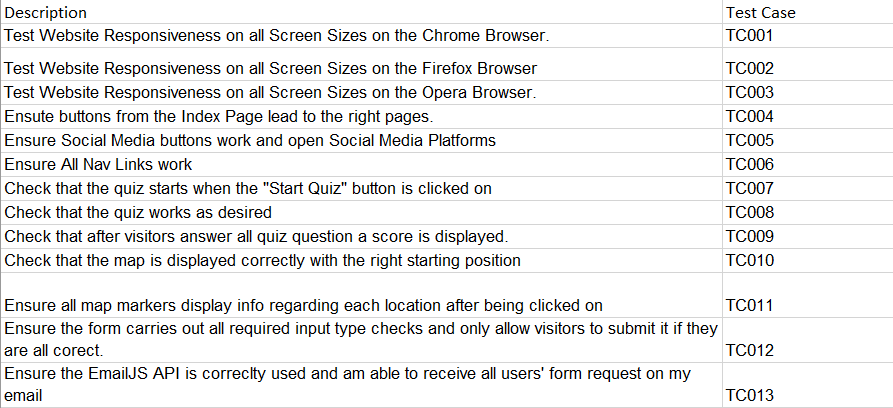 Description Test Case
Test Website Responsiveness on all Screen Sizes on the Chrome Browser. TC001
Test Website Responsiveness on all Screen Sizes on the Firefox Browser TC002
Test Website Responsiveness on all Screen Sizes on the Opera Browser. TC003
Ensute buttons from the Index Page lead to the right pages. TC004
Ensure Social Media buttons work and open Social Media Platforms TC005
Ensure All Nav Links work TC006
Check that the quiz starts when the "Start Quiz" button is clicked on TC007
Check that the quiz works as desired TC008
Check that after visitors answer all quiz question a score is displayed. TC009
Check that the map is displayed correctly with the right starting position TC010
Ensure all map markers display info regarding each location after being clicked on TC011
Ensure the form carries out all required input type checks and only allow visitors to submit it if they
are all corect. TC012
Ensure the EmailJS API is correclty used and am able to receive all users' form request on my
email TC013